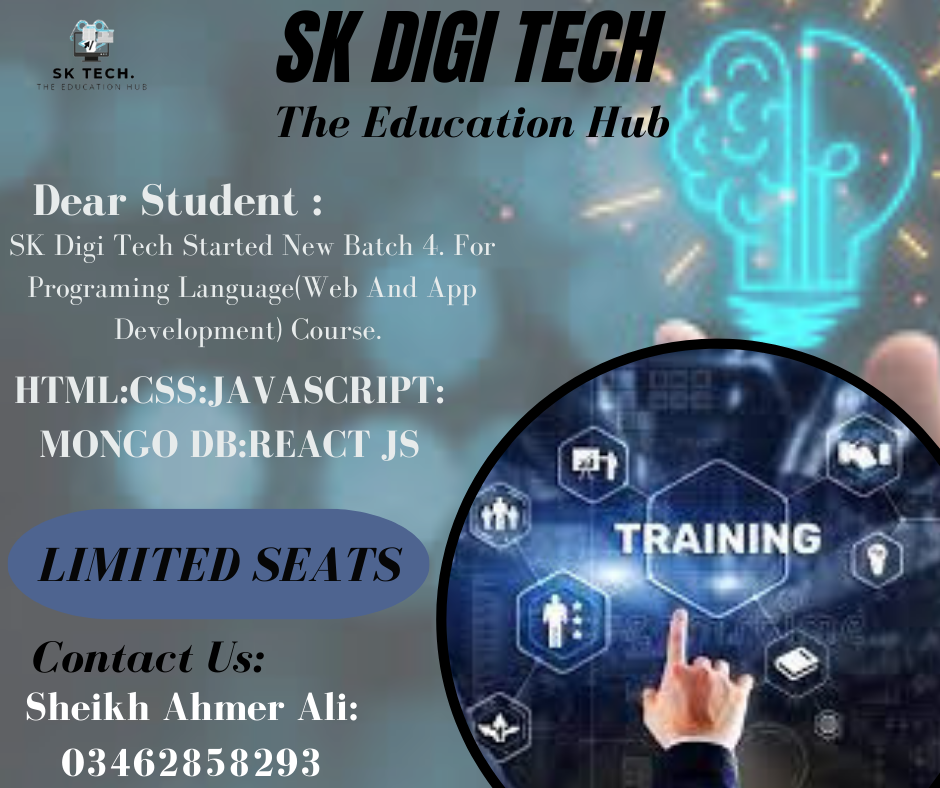 SK TECH.
THE EDUCATION HUB
SK DIGI TECH
The Education Hub
Dear Student :
SK Digi Tech Started New Batch 4. For
Programing Language(Web And App
Development) Course.
HTML:CSS:JAVASCRIPT:
MONGO DB:REACT JS
LIMITED SEATS
TRAINING
Contact Us:
Sheikh Ahmer Ali:
03462858293